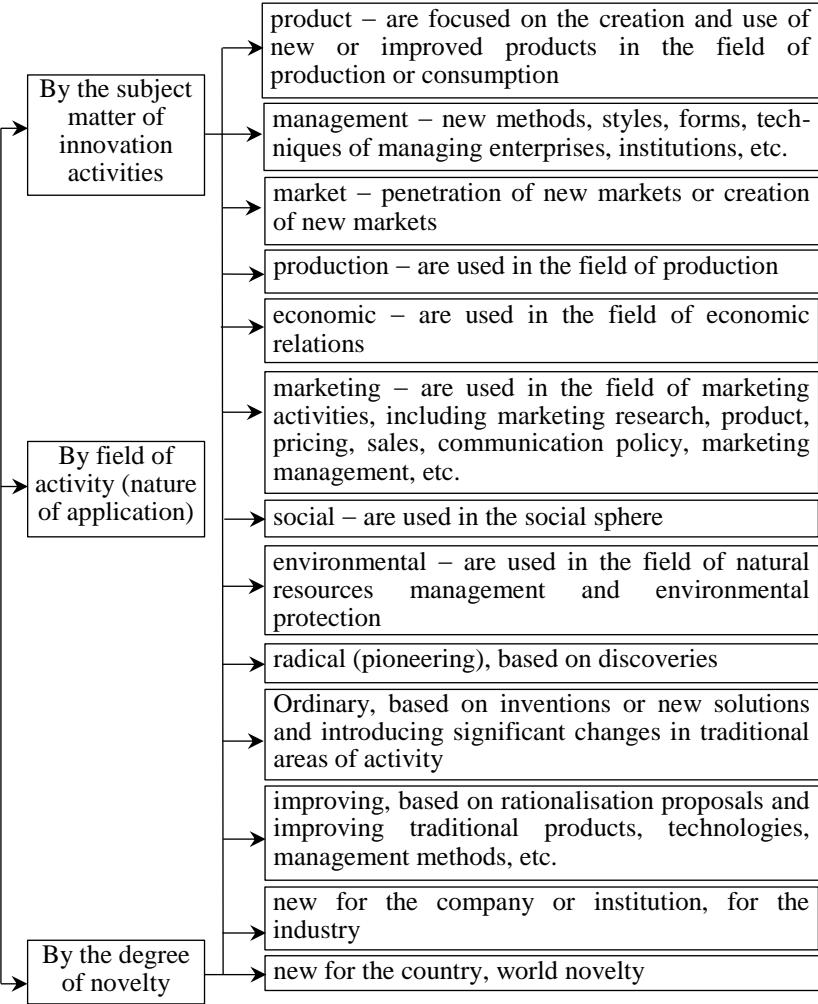 By the subject
matter of
innovation
activities
product – are focused on the creation and use of
new or improved products in the field of
production or consumption
management – new methods, styles, forms, tech-
niques of managing enterprises, institutions, etc.
market – penetration of new markets or creation
of new markets
production – are used in the field of production
economic – are used in the field of economic
relations
By field of
activity (nature
of application)
marketing – are used in the field of marketing
activities, including marketing research, product,
pricing, sales, communication policy, marketing
management, etc.
social – are used in the social sphere
environmental – are used in the field of natural
resources management and environmental
protection
radical (pioneering), based on discoveries
Ordinary, based on inventions or new solutions
and introducing significant changes in traditional
areas of activity
improving, based on rationalisation proposals and
improving traditional products, technologies,
management methods, etc.
By the degree
of novelty
new for the company or institution, for the
industry
new for the country, world novelty